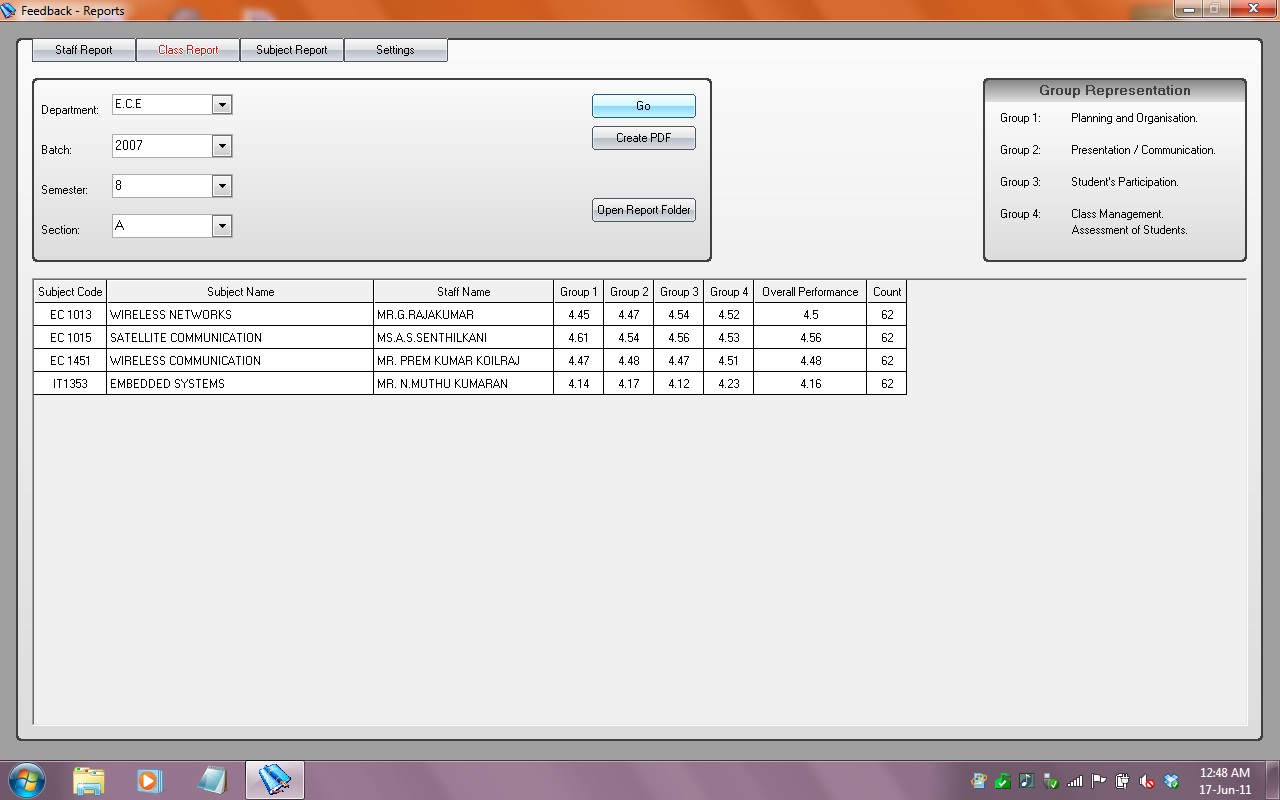 Feedback - Reports
Staff Report Class Report Subject Report Settings
Department: E.C.E Go
Create PDF
Batch: 2007
Semester: 8
Open Report Folder
Section: A
Group Representation
Group 1: Planning and Organisation.
Group 2: Presentation / Communication.
Group 3: Student's Participation.
Group 4: Class Management.
Assessment of Students.
Subject Code Subject Name Staff Name Group 1 Group 2 Group 3 Group 4 Overall Performance Count
EC 1013 WIRELESS NETWORKS MR.G.RAJAKUMAR 4.45 4.47 4.54 4.52 4.5 62
EC 1015 SATELLITE COMMUNICATION MS.A.S.SENTHILKANI 4.61 4.54 4.56 4.53 4.56 62
EC 1451 WIRELESS COMMUNICATION MR. PREM KUMAR KOILRAJ 4.47 4.48 4.47 4.51 4.48 62
IT1353 EMBEDDED SYSTEMS MR. N.MUTHU KUMARAN 4.14 4.17 4.12 4.23 4.16 62
12:48 AM
17-Jun-11